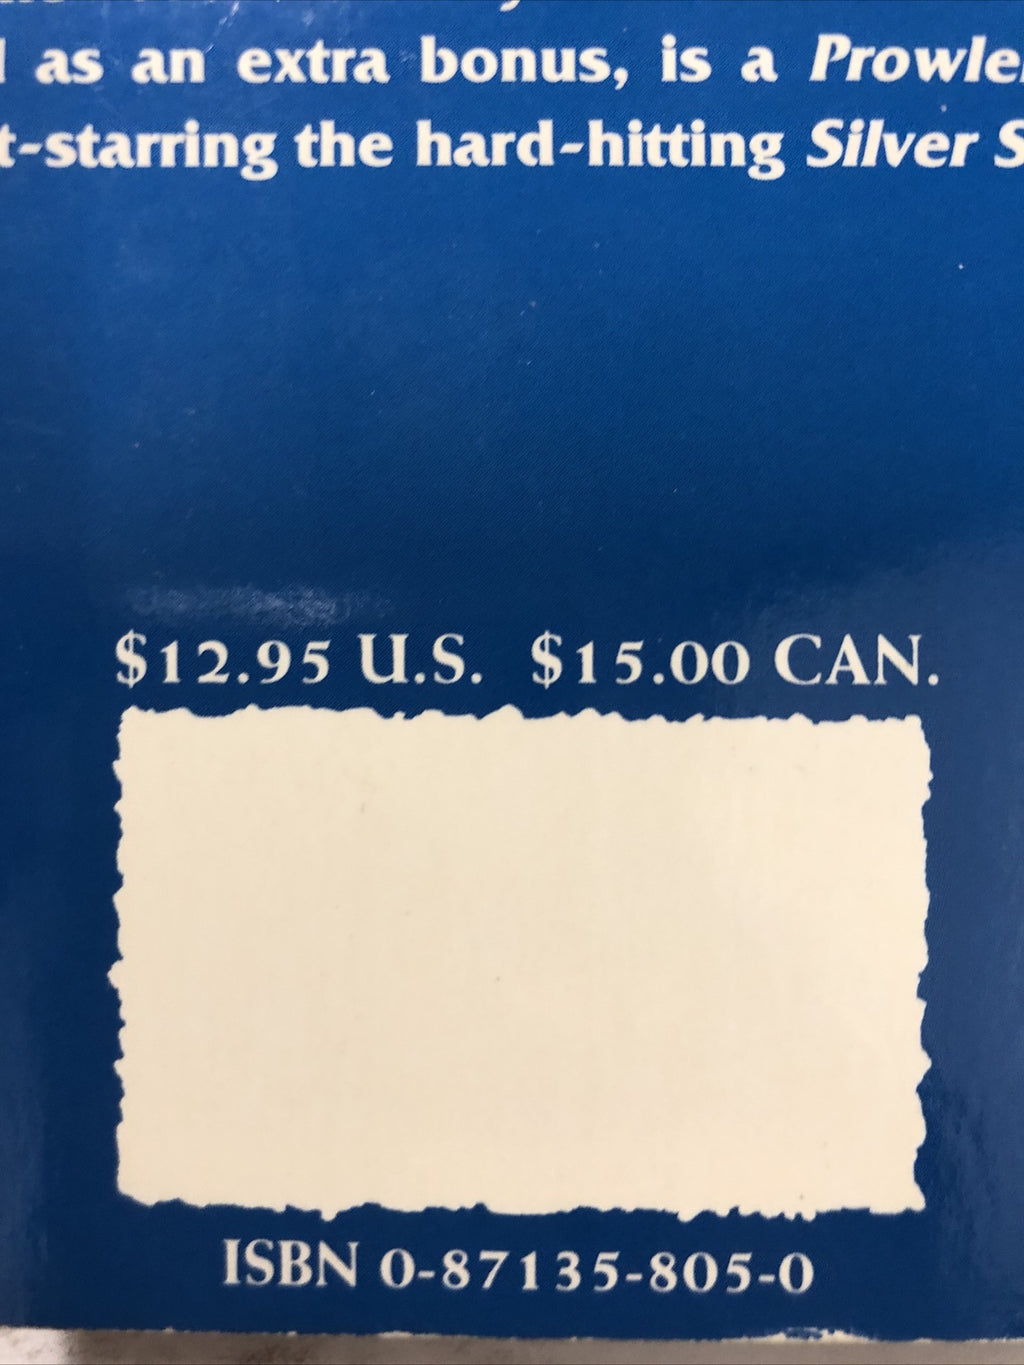 as an extra bonus, is a Prowler
t-starring the hard-hitting Silver S
$12.95 U.S. $15.00 CAN.
ISBN 0-87135-805-0